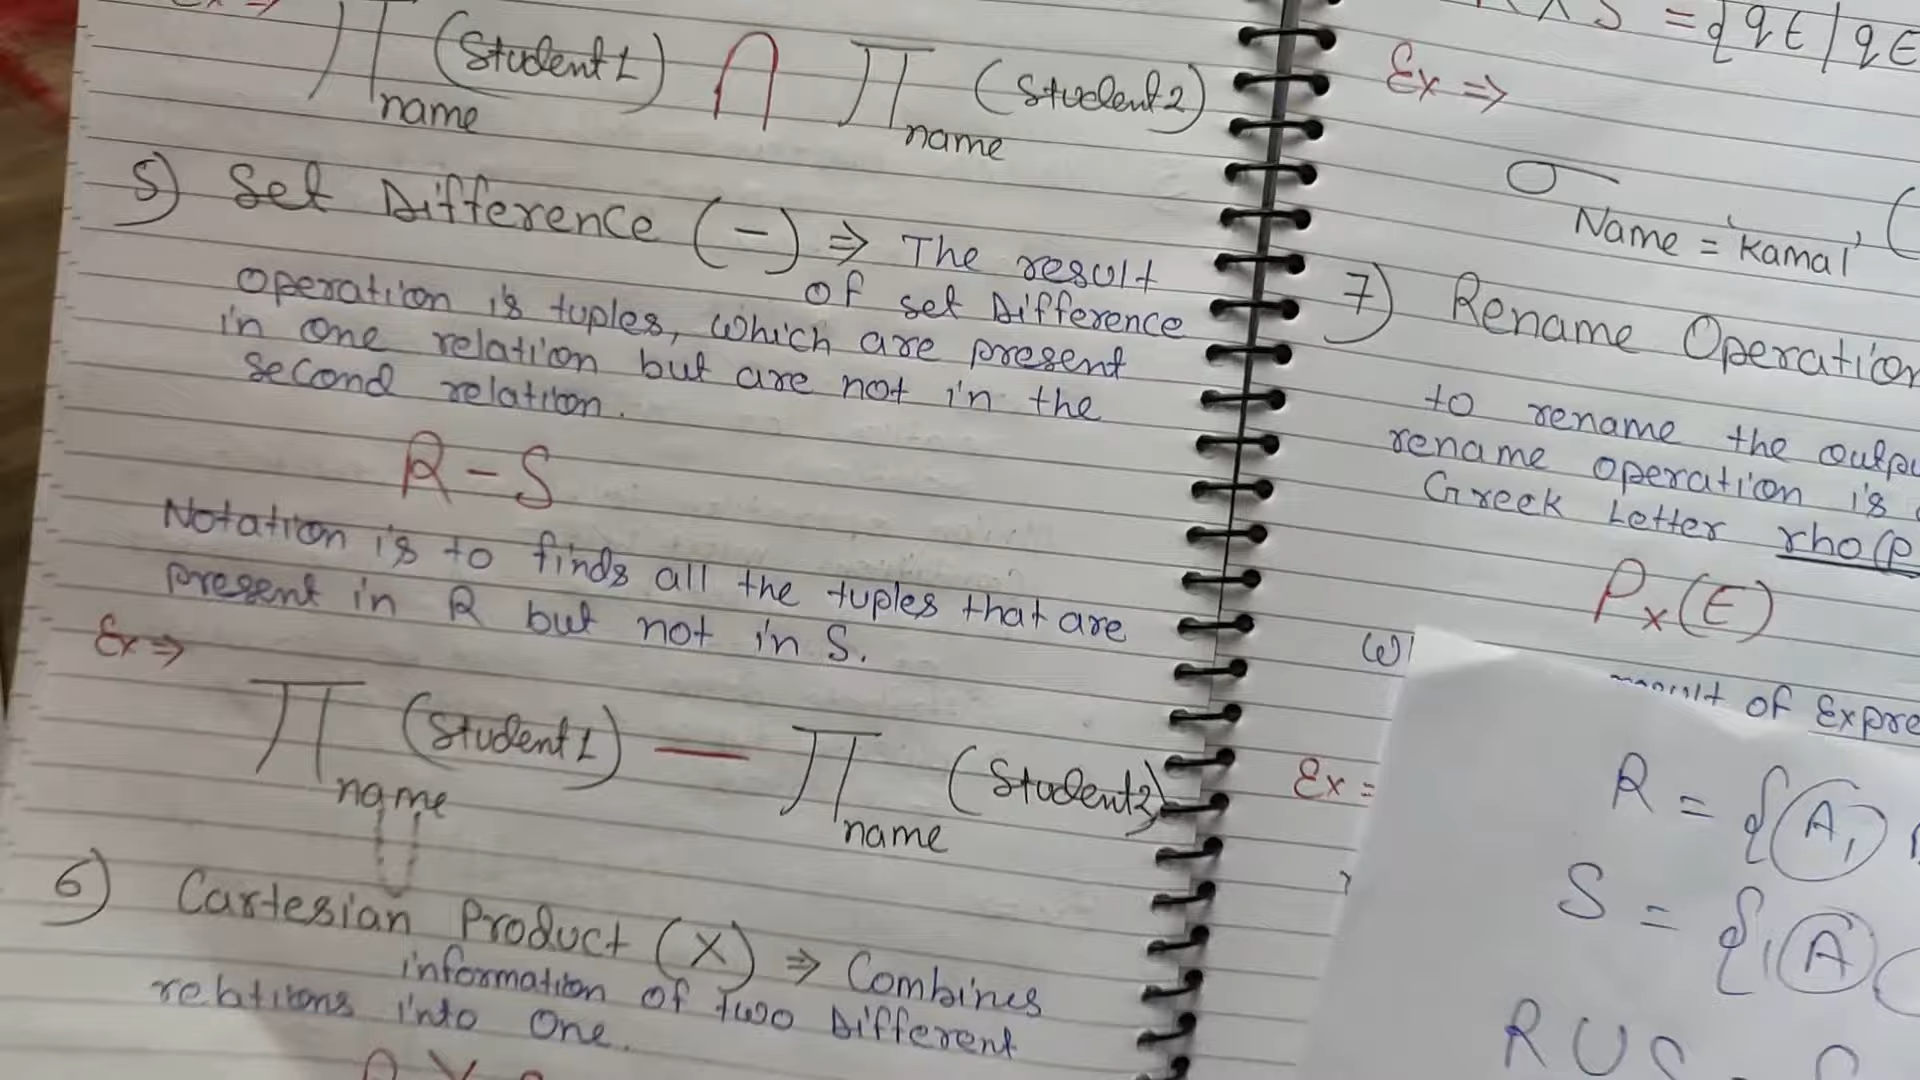 Π name (Student1) ∩ Π name (Student2)
5) Set Difference (-) ⇒ The result
of set Difference
operation is tuples, which are present
in one relation but are not in the
second relation.
R - S
Notation is to finds all the tuples that are
present in R but not in S.
Ex ⇒
Π name (Student1) — Π name (Student2)
6) Cartesian Product (X) ⇒ Combines
information of two Different
relations into one.
S = {q t | q
Ex ⇒
σ Name = 'Kamal' (
7) Rename Operation
to rename the outpu
rename operation is
Greek Letter rho (ρ
ρx (E)
of Expre
Ex =
R = {A,
S = {, A
R U S